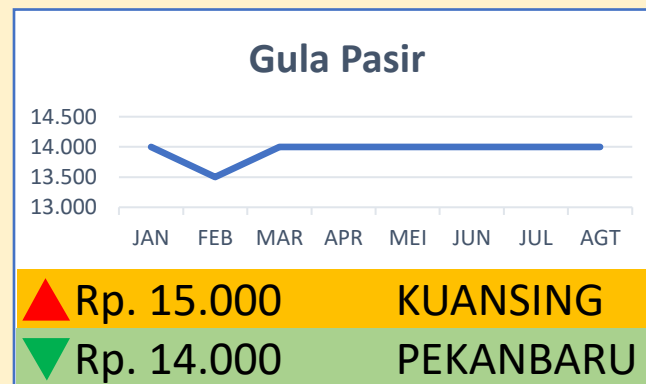 Gula Pasir
14.500
14.000
13.500
13.000
JAN FEB MAR APR MEI JUN JUL AGT
Rp. 15.000 KUANSING
Rp. 14.000 PEKANBARU